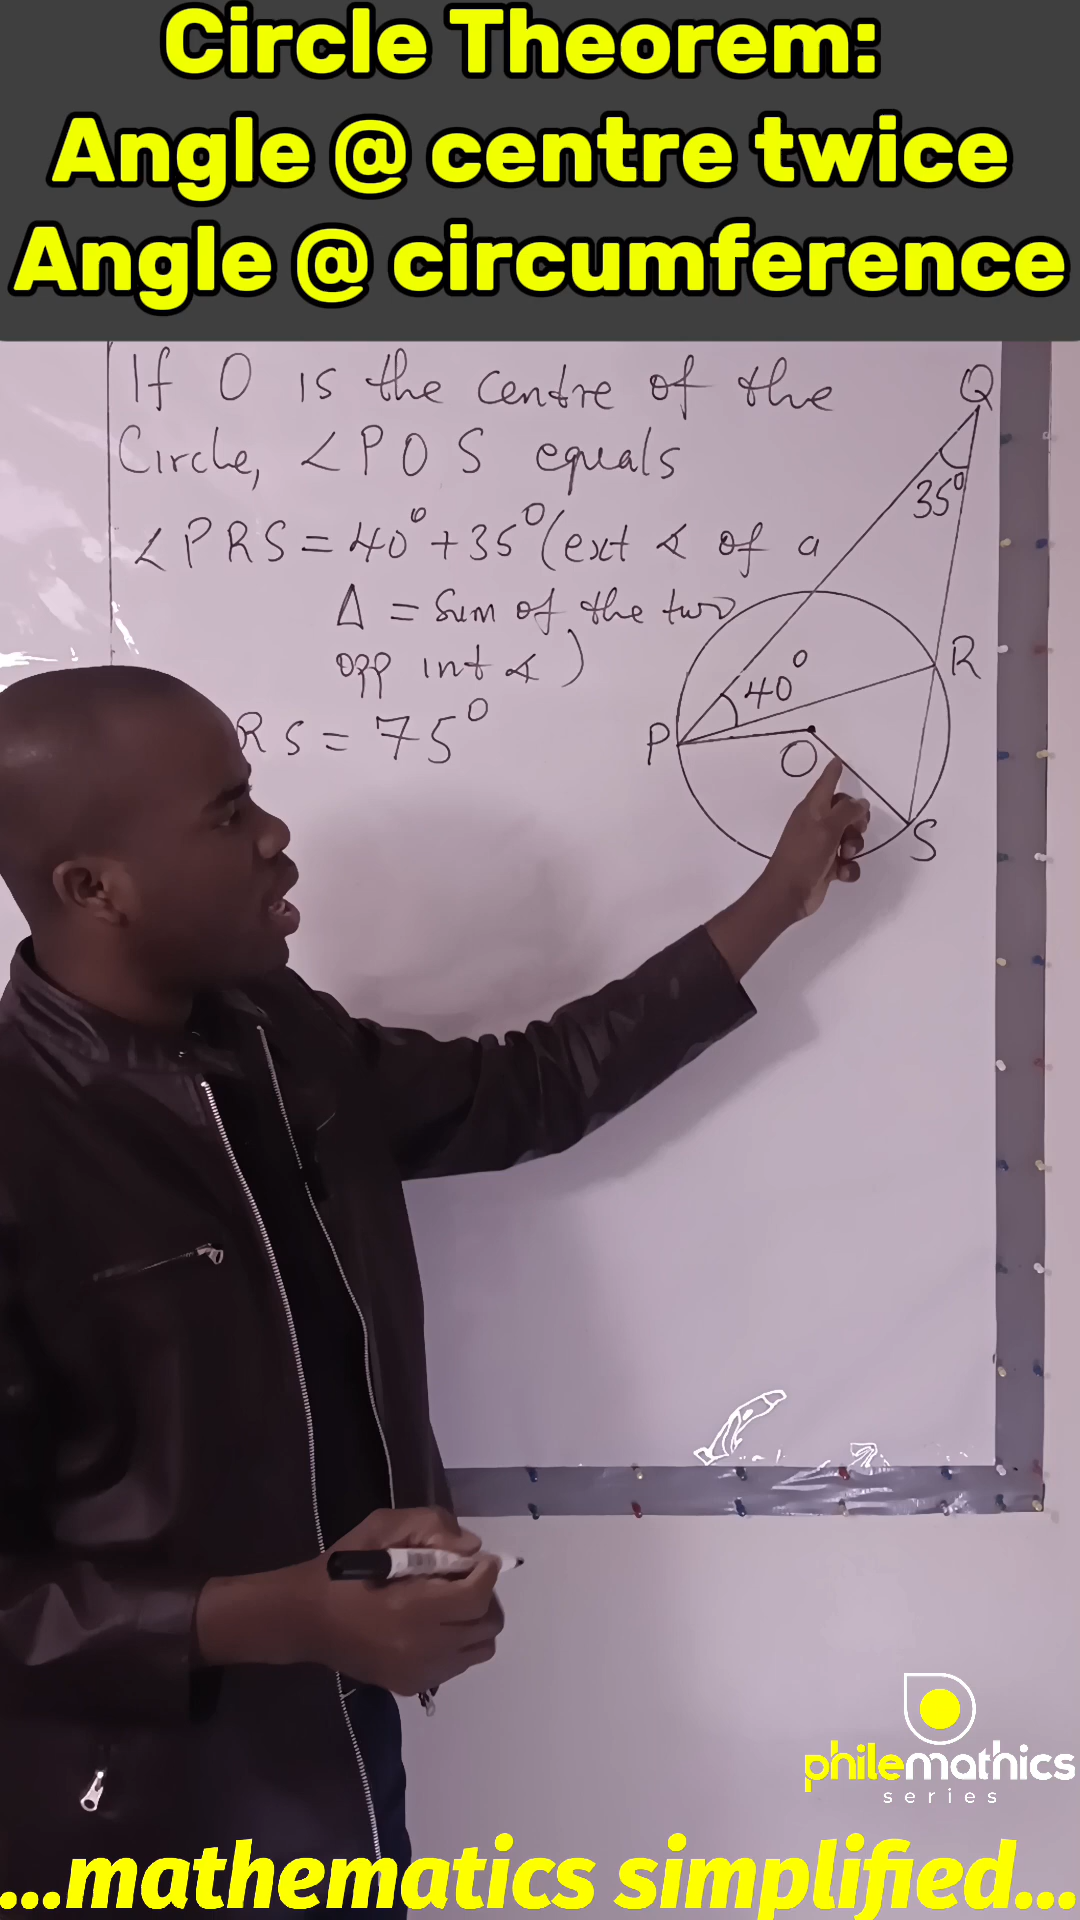 Circle Theorem:
Angle @ centre twice
Angle @ circumference
If O is the centre of the
Circle, <POS equals
<PRS = 40° + 35° (ext ∢ of a
Δ = Sum of the two
opp int ∢)
RS = 75°
Q
35°
R
40°
P
O
S
philemathics
series
...mathematics simplified...